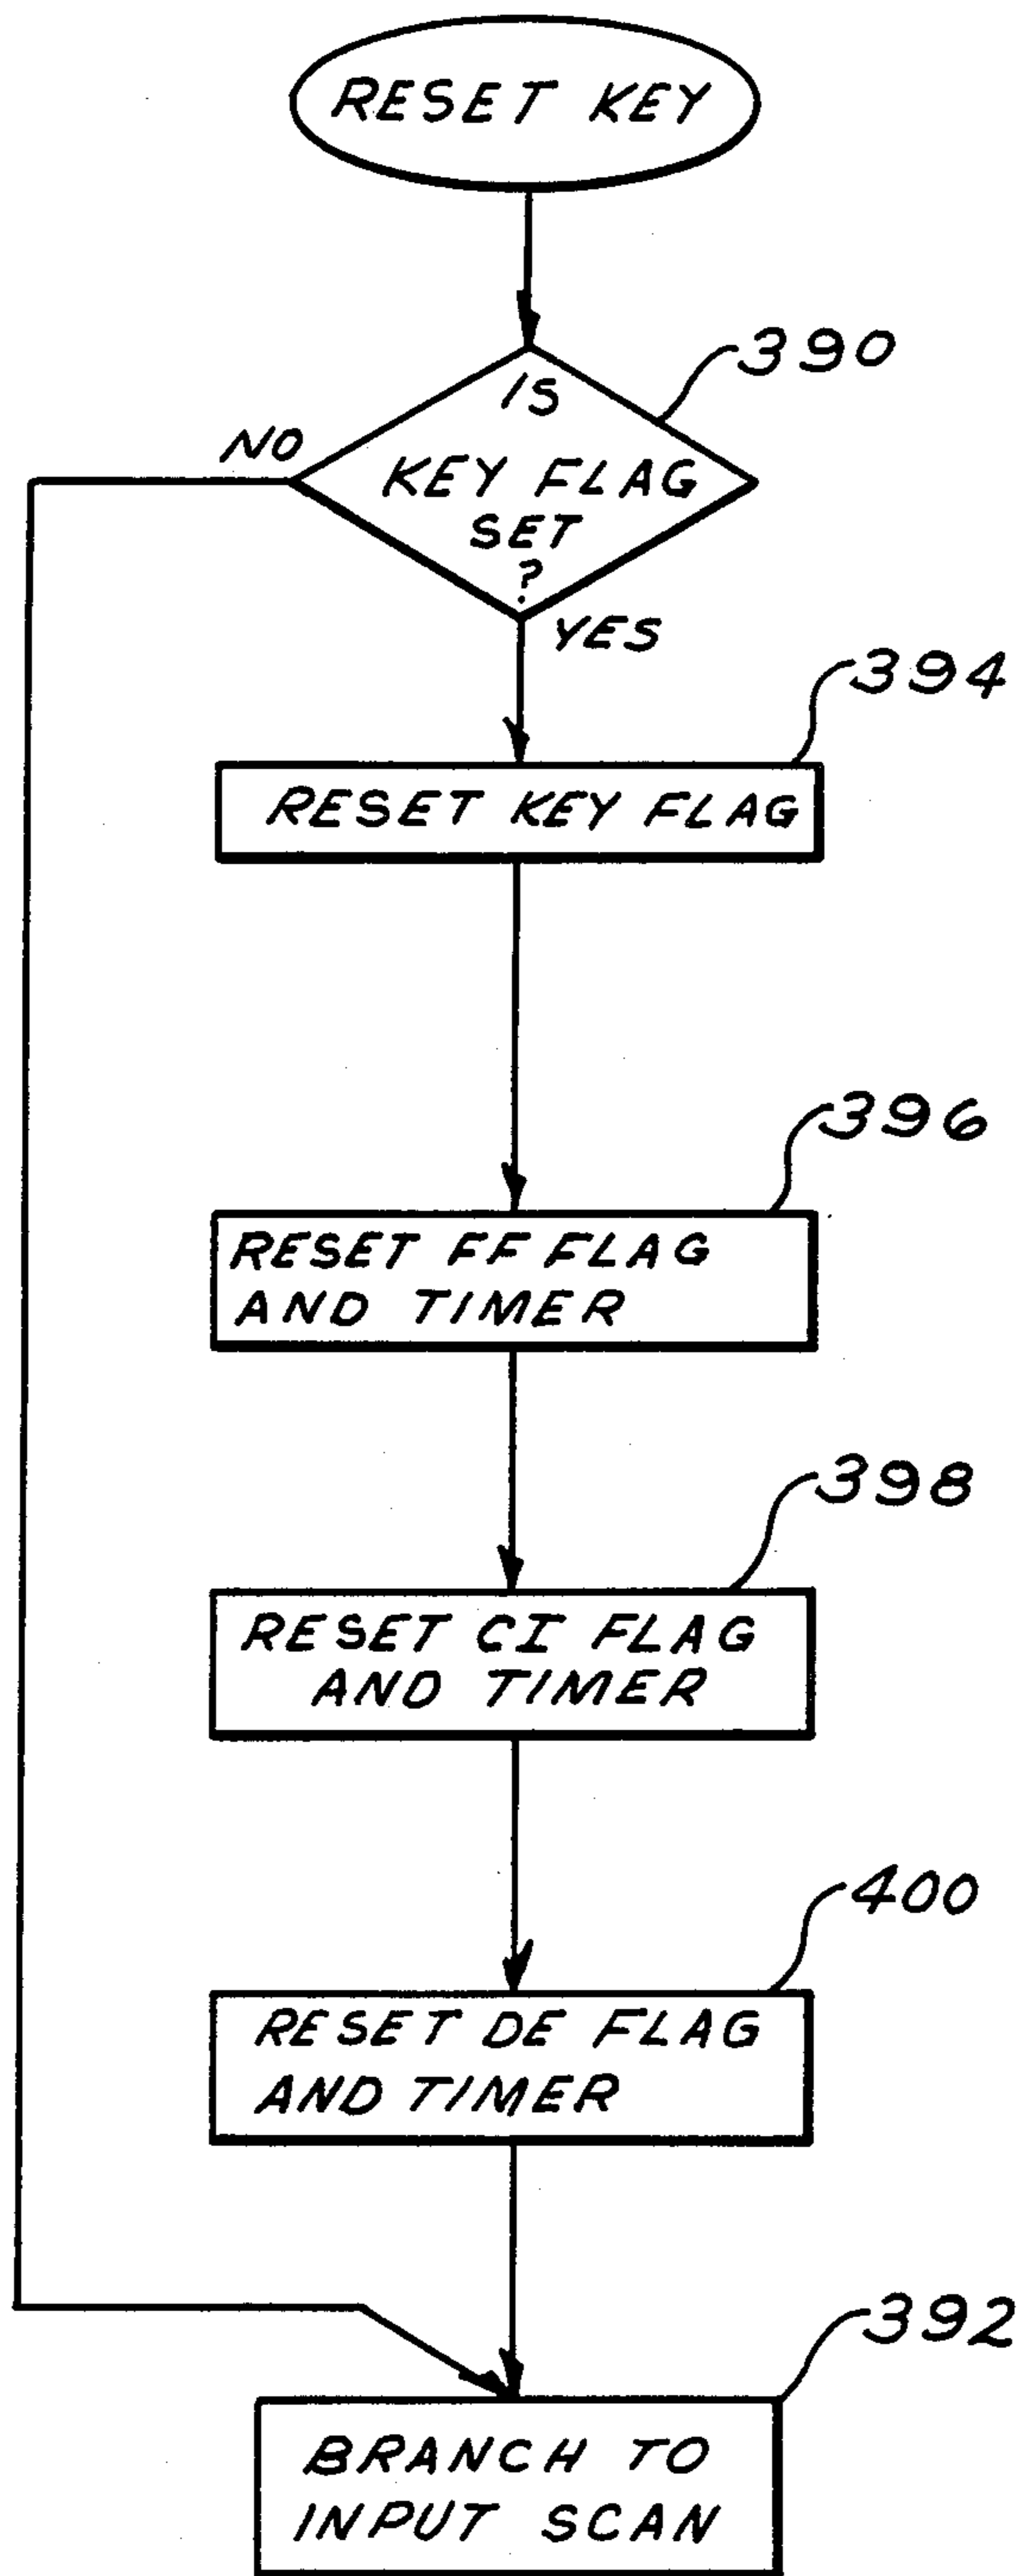 RESET KEY
390
IS
KEY FLAG
SET
?
NO
YES
394
RESET KEY FLAG
396
RESET FF FLAG
AND TIMER
398
RESET CI FLAG
AND TIMER
400
RESET DE FLAG
AND TIMER
392
BRANCH TO
INPUT SCAN